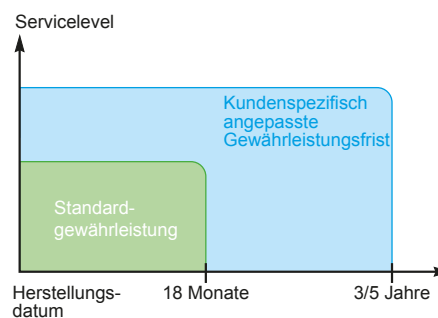 Servicelevel
Kundenspezifisch
angepasste
Gewährleistungsfrist
Standard-
gewährleistung
Herstellungs-
datum
18 Monate
3/5 Jahre